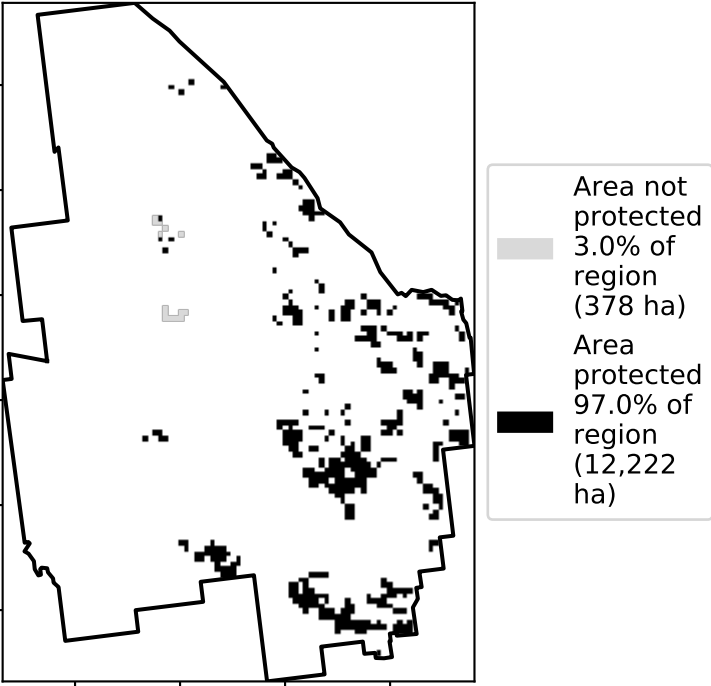 Area not
protected
3.0% of
region
(378 ha)
Area
protected
97.0% of
region
(12,222
ha)